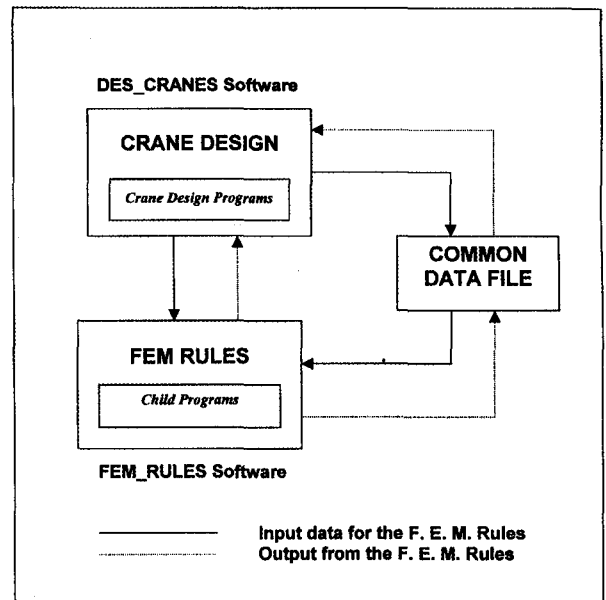 DES_CRANES Software
CRANE DESIGN
Crane Design Programs
COMMON
DATA FILE
FEM RULES
Child Programs
FEM_RULES Software
Input data for the F. E. M. Rules
Output from the F. E. M. Rules